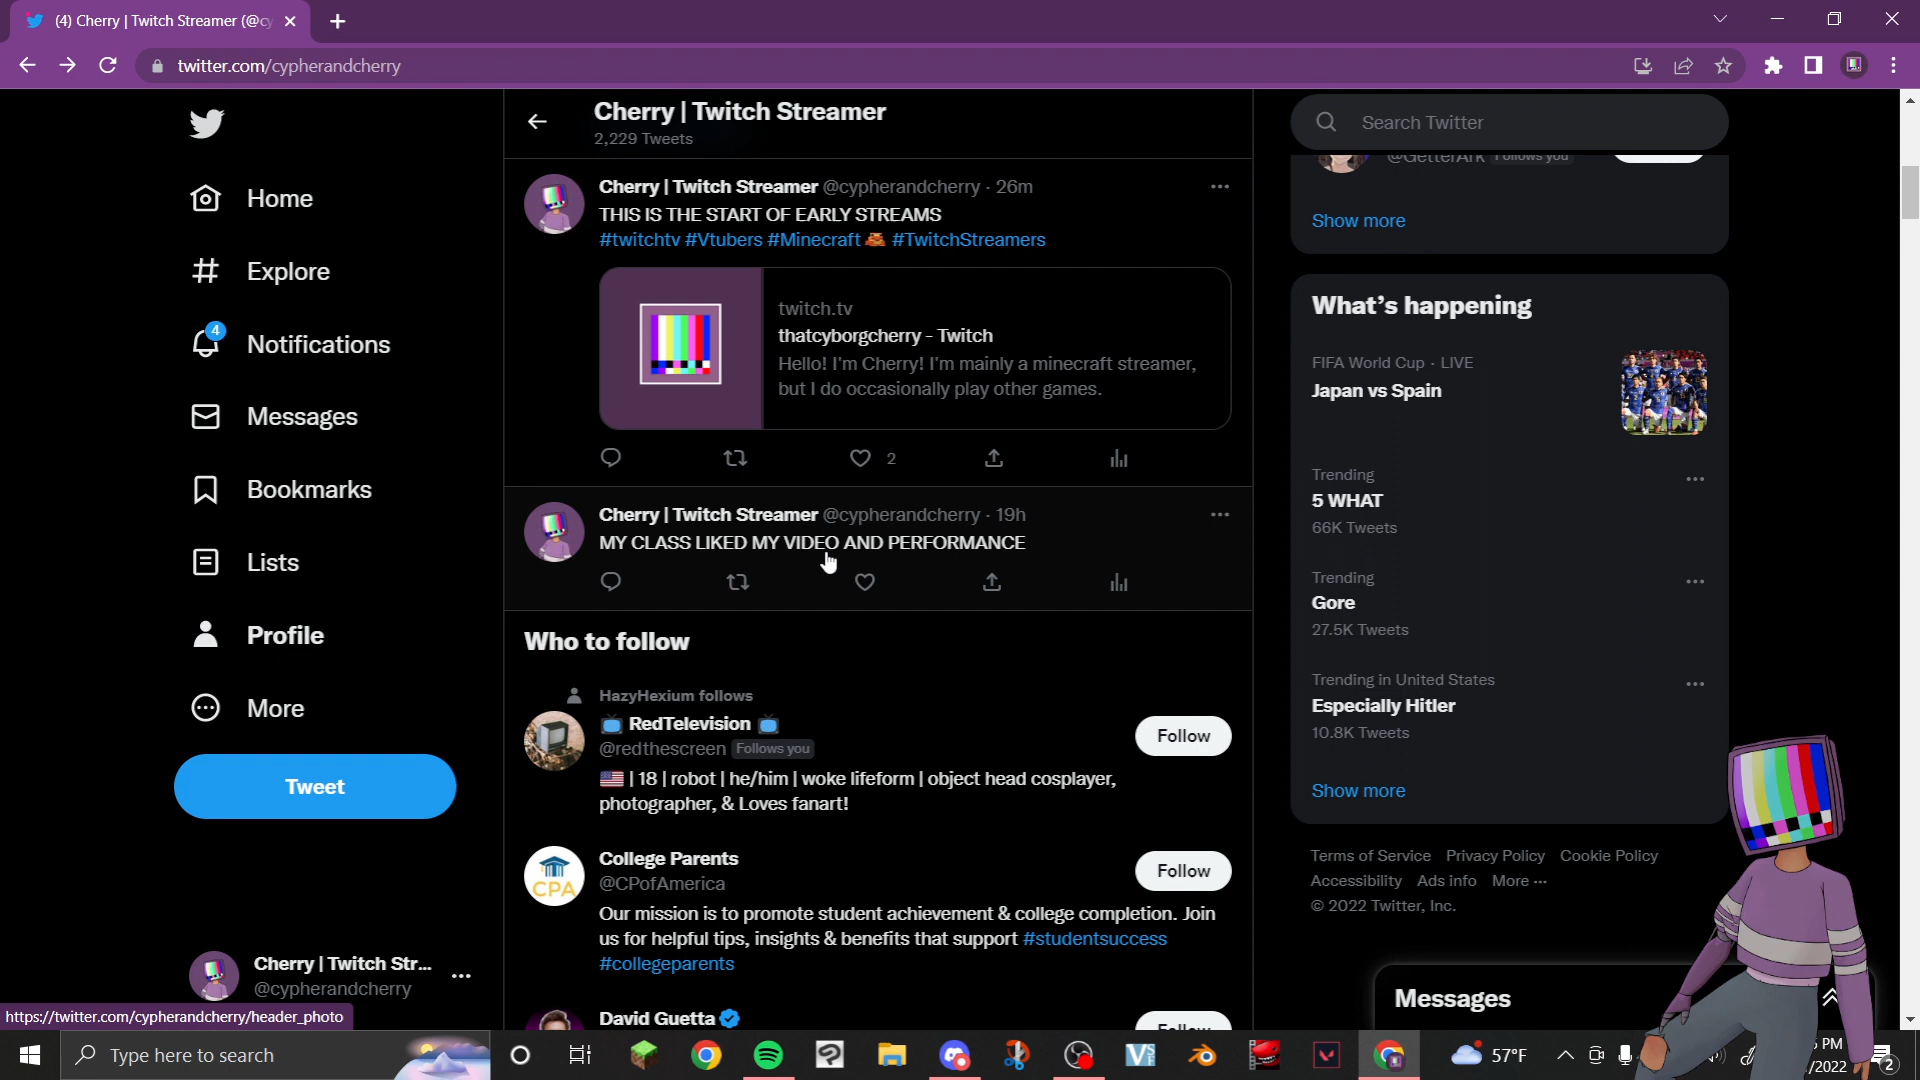 (4) Cherry | Twitch Streamer (@cy
twitter.com/cypherandcherry
Home
Explore
4
Notifications
Messages
Bookmarks
Lists
Profile
More
Tweet
Cherry | Twitch Str...
@cypherandcherry
https://twitter.com/cypherandcherry/header_photo
Cherry | Twitch Streamer
2,229 Tweets
Cherry | Twitch Streamer @cypherandcherry · 26m
THIS IS THE START OF EARLY STREAMS
#twitchtv #Vtubers #Minecraft #TwitchStreamers
twitch.tv
thatcyborgcherry - Twitch
Hello! I'm Cherry! I'm mainly a minecraft streamer,
but I do occasionally play other games.
2
Cherry | Twitch Streamer @cypherandcherry · 19h
MY CLASS LIKED MY VIDEO AND PERFORMANCE
Who to follow
HazyHexium follows
RedTelevision
@redthescreen Follows you
Follow
| 18 | robot | he/him | woke lifeform | object head cosplayer,
photographer, & Loves fanart!
College Parents
@CPofAmerica
Follow
CPA
Our mission is to promote student achievement & college completion. Join
us for helpful tips, insights & benefits that support #studentsuccess
#collegeparents
David Guetta
Follow
Search Twitter
@GetterArk Follows you
Show more
What's happening
FIFA World Cup · LIVE
Japan vs Spain
Trending
5 WHAT
66K Tweets
Trending
Gore
27.5K Tweets
Trending in United States
Especially Hitler
10.8K Tweets
Show more
Terms of Service Privacy Policy Cookie Policy
Accessibility Ads info More ...
© 2022 Twitter, Inc.
Messages
Type here to search
57°F
PM
/2022
2